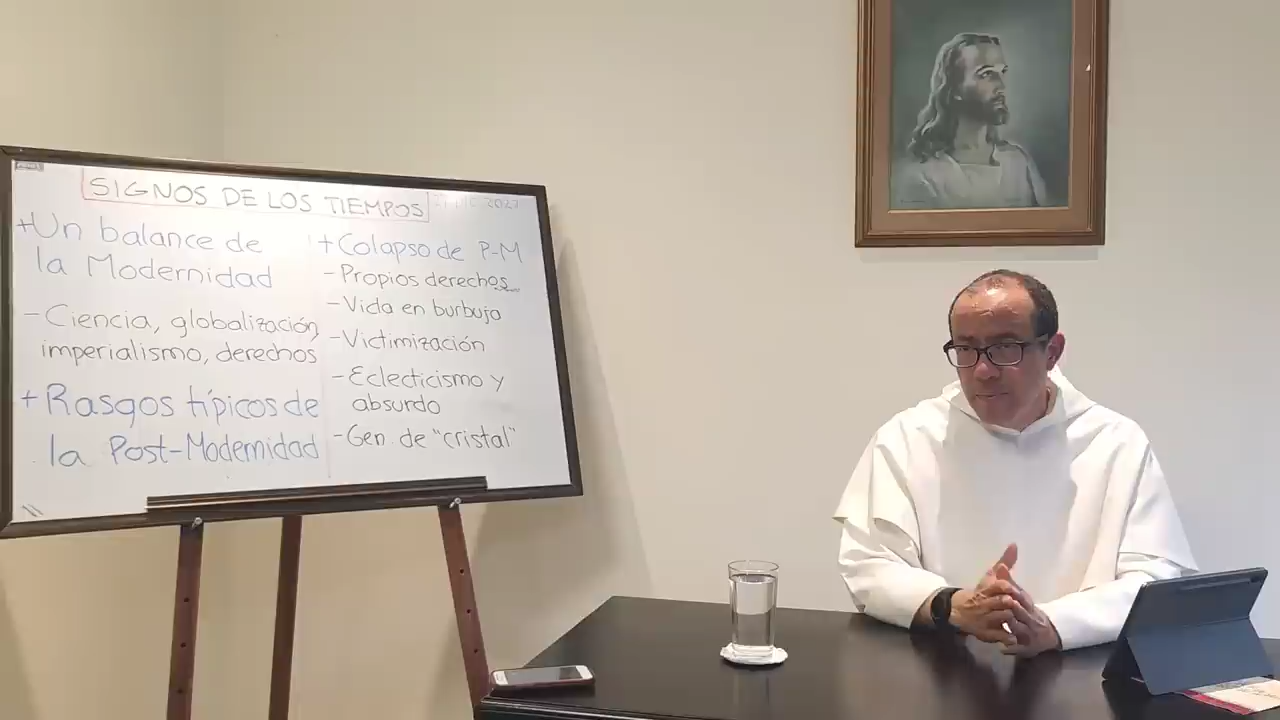 SIGNOS DE LOS TIEMPOS
+Un balance de
la Modernidad
- Ciencia, globalización,
imperialismo, derechos
+ Rasgos típicos de
la Post-Modernidad
+ Colapso de P-M
- Propios derechos
- Vida en burbuja
- Victimización
- Eclecticismo y
absurdo
- Gen. de "cristal"